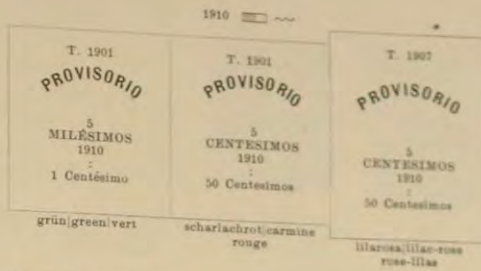 1910
T. 1901
PROVISORIO
5
MILÉSIMOS
1910
:
1 Centésimo
grün|green|vert
T. 1901
PROVISORIO
5
CENTESIMOS
1910
:
50 Centesimos
scharlachrot|carmine
rouge
T. 1907
PROVISORIO
5
CENTESIMOS
1910
:
50 Centesimos
lilarosa|lilac-rose
rose-lilas